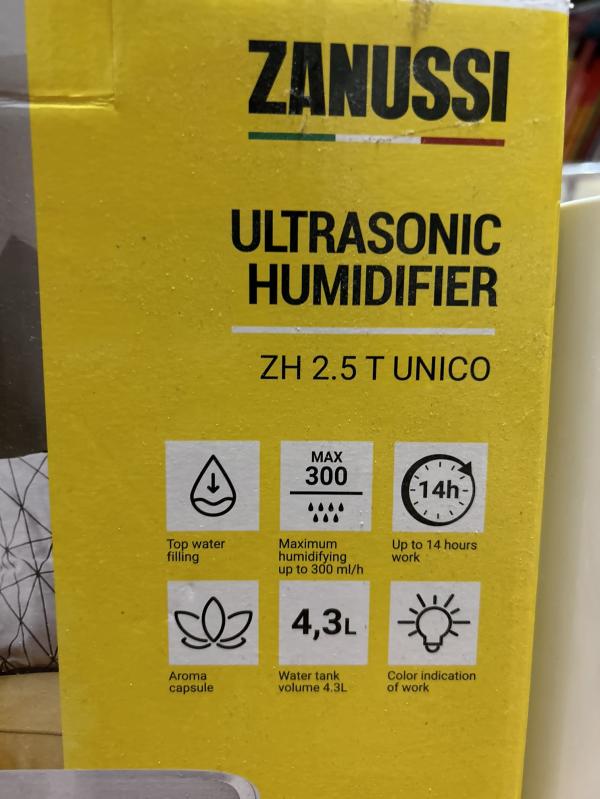 ZANUSSI
ULTRASONIC
HUMIDIFIER
ZH 2.5 T UNICO
Top water
filling
MAX
300
Maximum
humidifying
up to 300 ml/h
14h
Up to 14 hours
work
Aroma
capsule
4,3L
Water tank
volume 4.3L
Color indication
of work